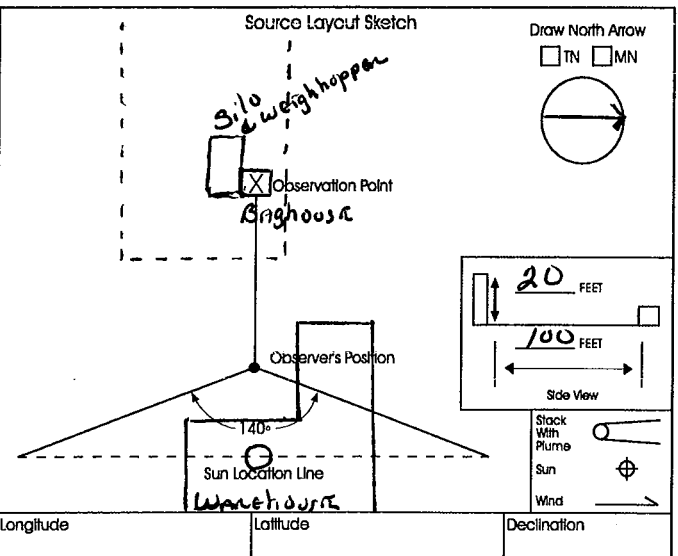 Source Layout Sketch
Draw North Arrow
TN MN
Silo
& weighhopper
X Observation Point
Baghouse
20 FEET
100 FEET
Side View
Observer's Position
140°
Sun Location Line
Warehouse
Stack
With
Plume
Sun
Wind
Longitude
Latitude
Declination